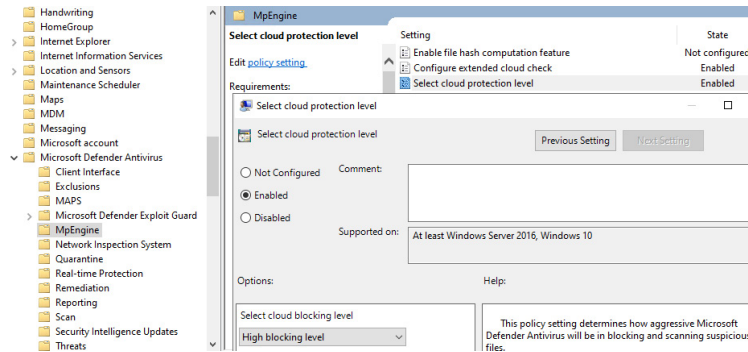 Handwriting
HomeGroup
Internet Explorer
Internet Information Services
Location and Sensors
Maintenance Scheduler
Maps
MDM
Messaging
Microsoft account
Microsoft Defender Antivirus
Client Interface
Exclusions
MAPS
Microsoft Defender Exploit Guard
MpEngine
Network Inspection System
Quarantine
Real-time Protection
Remediation
Reporting
Scan
Security Intelligence Updates
Threats
MpEngine
Select cloud protection level
Edit policy setting
Requirements:
Setting State
Enable file hash computation feature Not configured
Configure extended cloud check Enabled
Select cloud protection level Enabled
Select cloud protection level
Select cloud protection level
Previous Setting Next Setting
Not Configured
Enabled
Disabled
Comment:
Supported on: At least Windows Server 2016, Windows 10
Options:
Select cloud blocking level
High blocking level
Help:
This policy setting determines how aggressive Microsoft
Defender Antivirus will be in blocking and scanning suspicious
files.